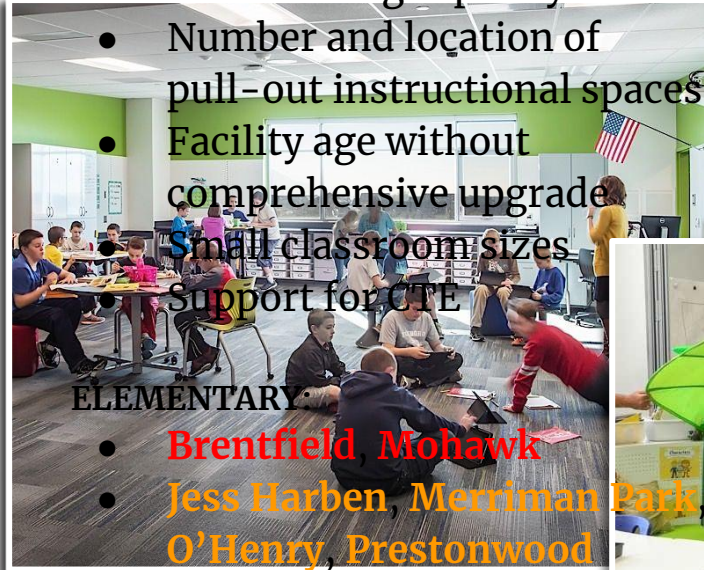 ● Number and location of
pull-out instructional spaces
● Facility age without
comprehensive upgrade
● Small classroom sizes
● Support for CTE
ELEMENTARY:
● Brentfield, Mohawk
● Jess Harben, Merriman Park,
O’Henry, Prestonwood